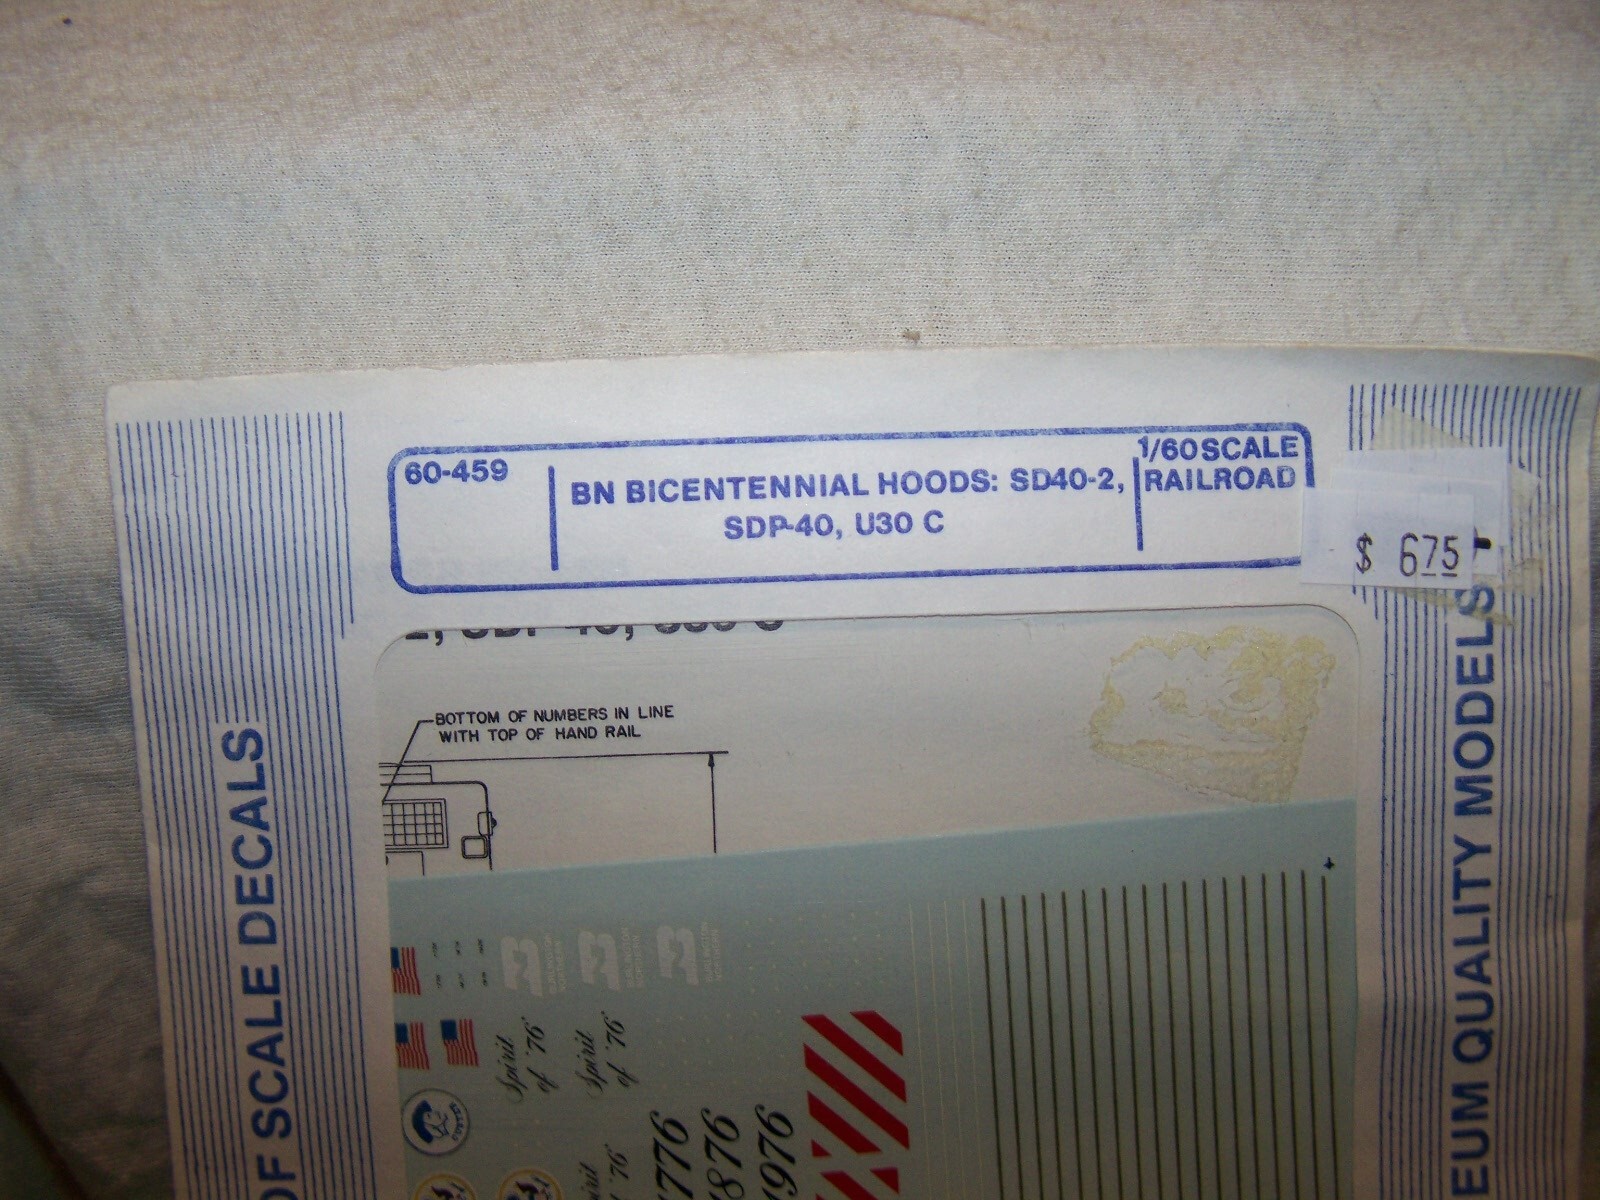 60-459
BN BICENTENNIAL HOODS: SD40-2,
SDP-40, U30 C
1/60SCALE
RAILROAD
$ 675
BOTTOM OF NUMBERS IN LINE
WITH TOP OF HAND RAIL
OF SCALE DECALS
EUM QUALITY MODELS
Spirit
of '76
Spirit
of '76
1776
1876
1976